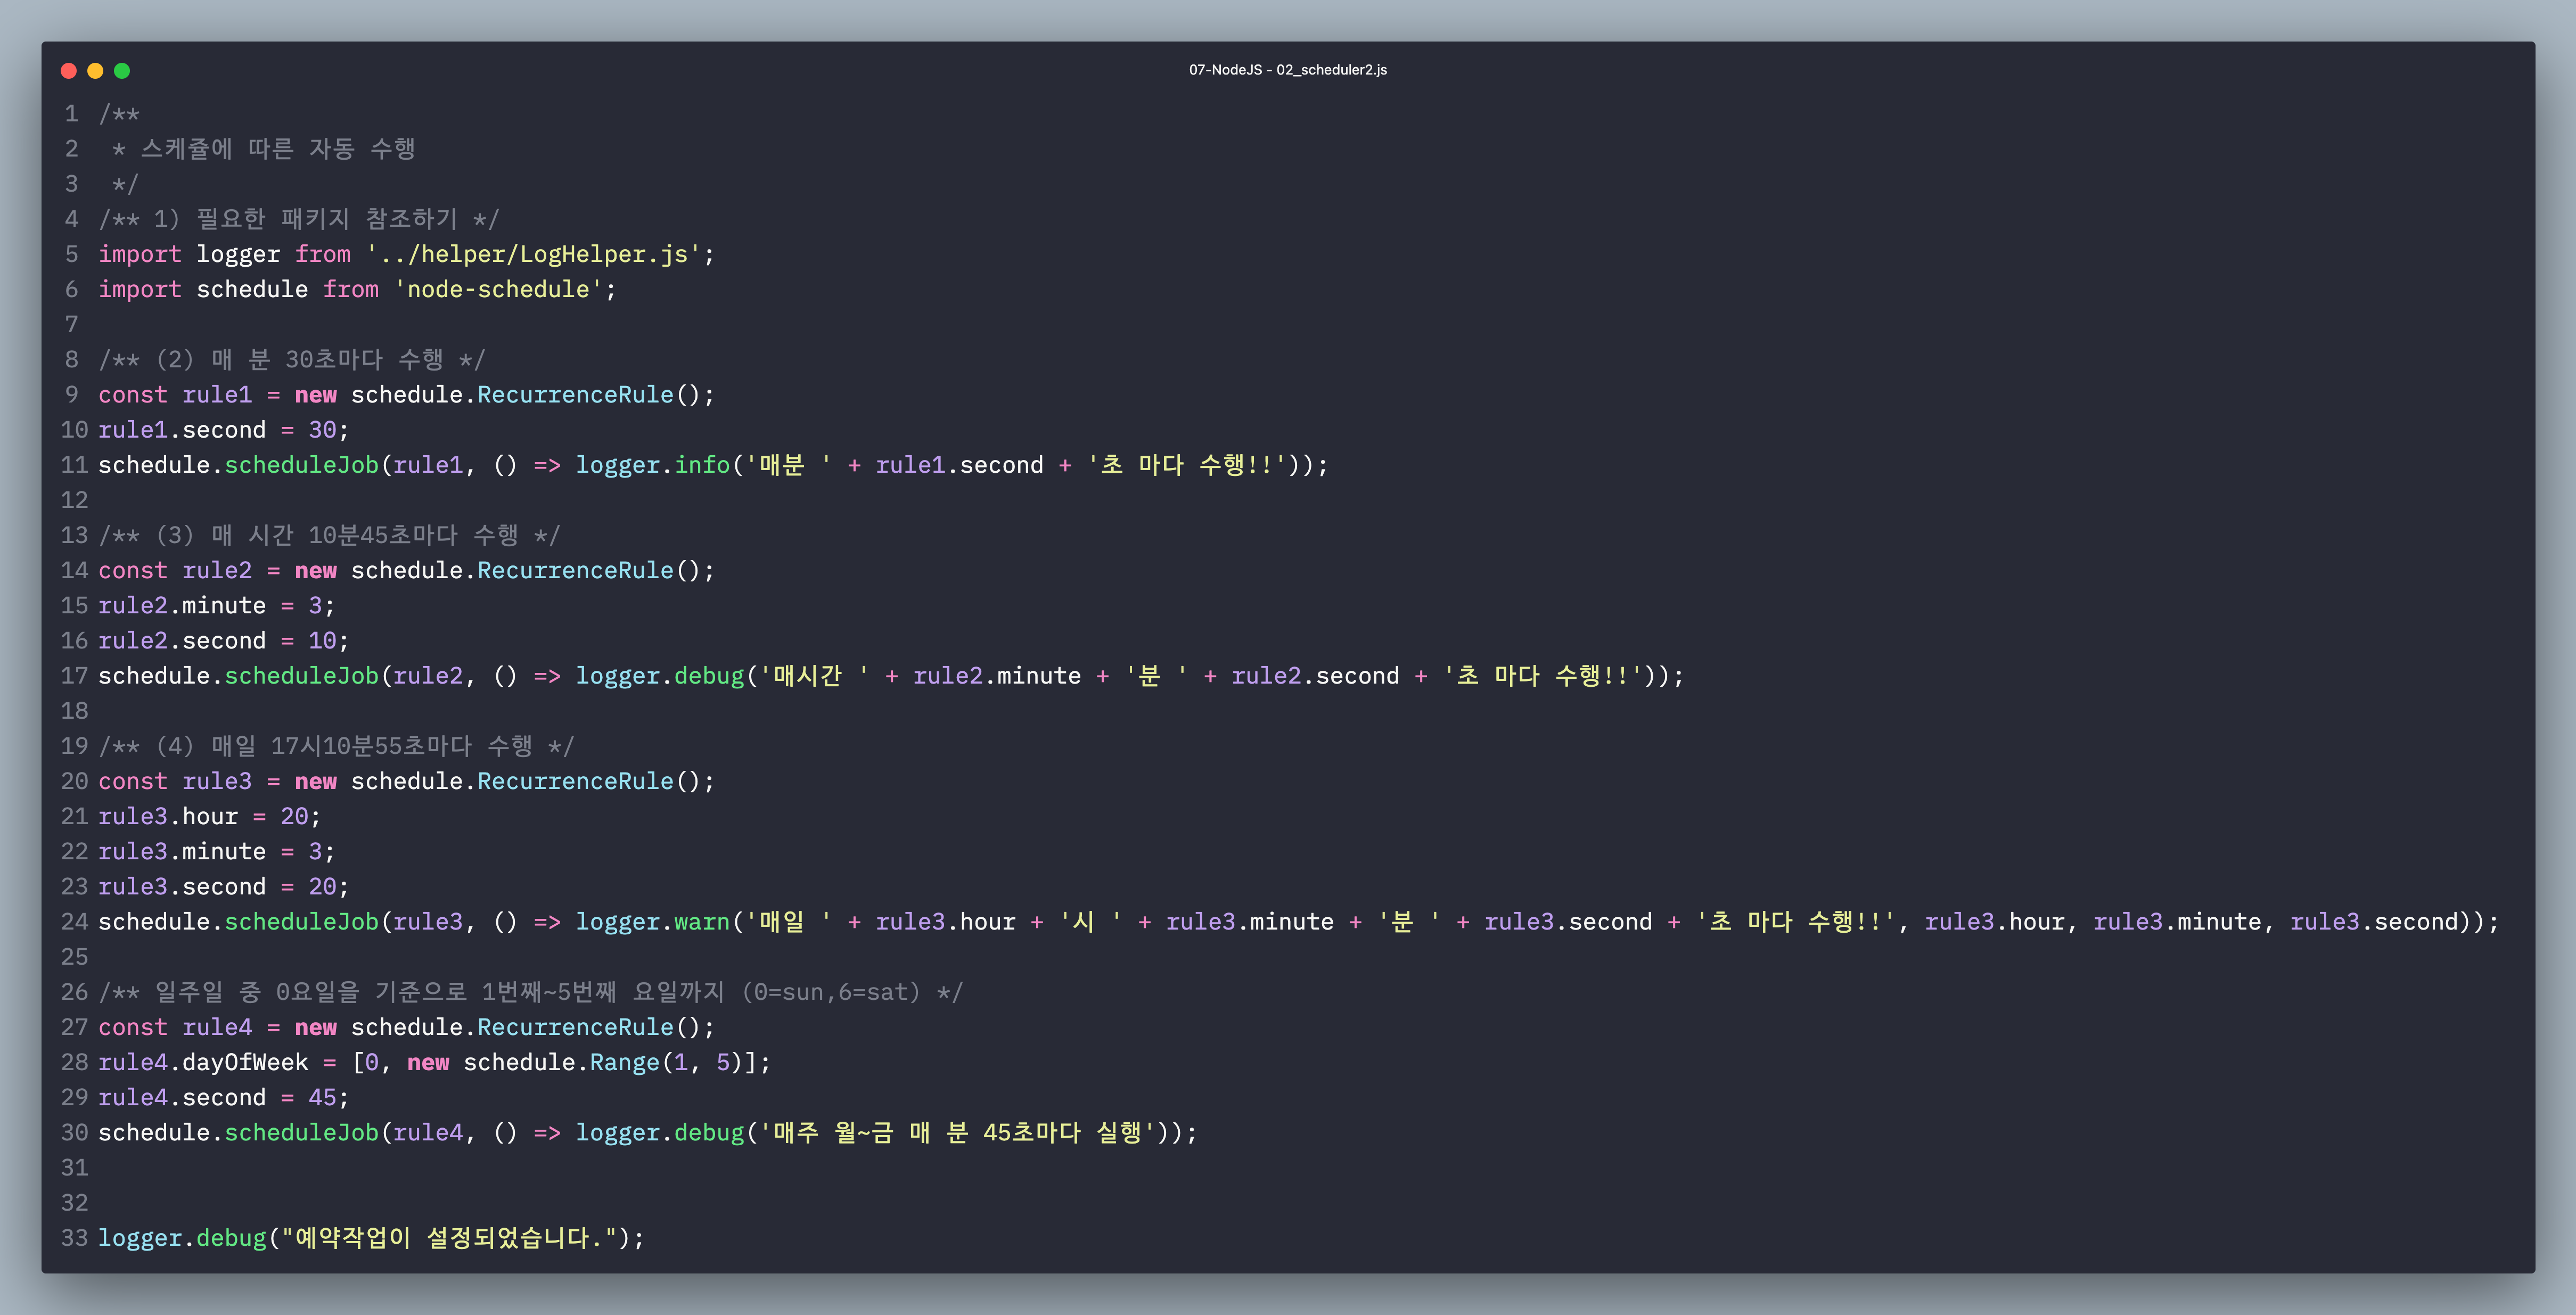 07-NodeJS - 02_scheduler2.js
1 /**
2  * 스케쥴에 따른 자동 수행
3  */
4 /** 1) 필요한 패키지 참조하기 */
5 import logger from '../helper/LogHelper.js';
6 import schedule from 'node-schedule';
7
8 /** (2) 매 분 30초마다 수행 */
9 const rule1 = new schedule.RecurrenceRule();
10 rule1.second = 30;
11 schedule.scheduleJob(rule1, () => logger.info('매분 ' + rule1.second + '초 마다 수행!!'));
12
13 /** (3) 매 시간 10분45초마다 수행 */
14 const rule2 = new schedule.RecurrenceRule();
15 rule2.minute = 3;
16 rule2.second = 10;
17 schedule.scheduleJob(rule2, () => logger.debug('매시간 ' + rule2.minute + '분 ' + rule2.second + '초 마다 수행!!'));
18
19 /** (4) 매일 17시10분55초마다 수행 */
20 const rule3 = new schedule.RecurrenceRule();
21 rule3.hour = 20;
22 rule3.minute = 3;
23 rule3.second = 20;
24 schedule.scheduleJob(rule3, () => logger.warn('매일 ' + rule3.hour + '시 ' + rule3.minute + '분 ' + rule3.second + '초 마다 수행!!', rule3.hour, rule3.minute, rule3.second));
25
26 /** 일주일 중 0요일을 기준으로 1번째~5번째 요일까지 (0=sun,6=sat) */
27 const rule4 = new schedule.RecurrenceRule();
28 rule4.dayOfWeek = [0, new schedule.Range(1, 5)];
29 rule4.second = 45;
30 schedule.scheduleJob(rule4, () => logger.debug('매주 월~금 매 분 45초마다 실행'));
31
32
33 logger.debug("예약작업이 설정되었습니다.");